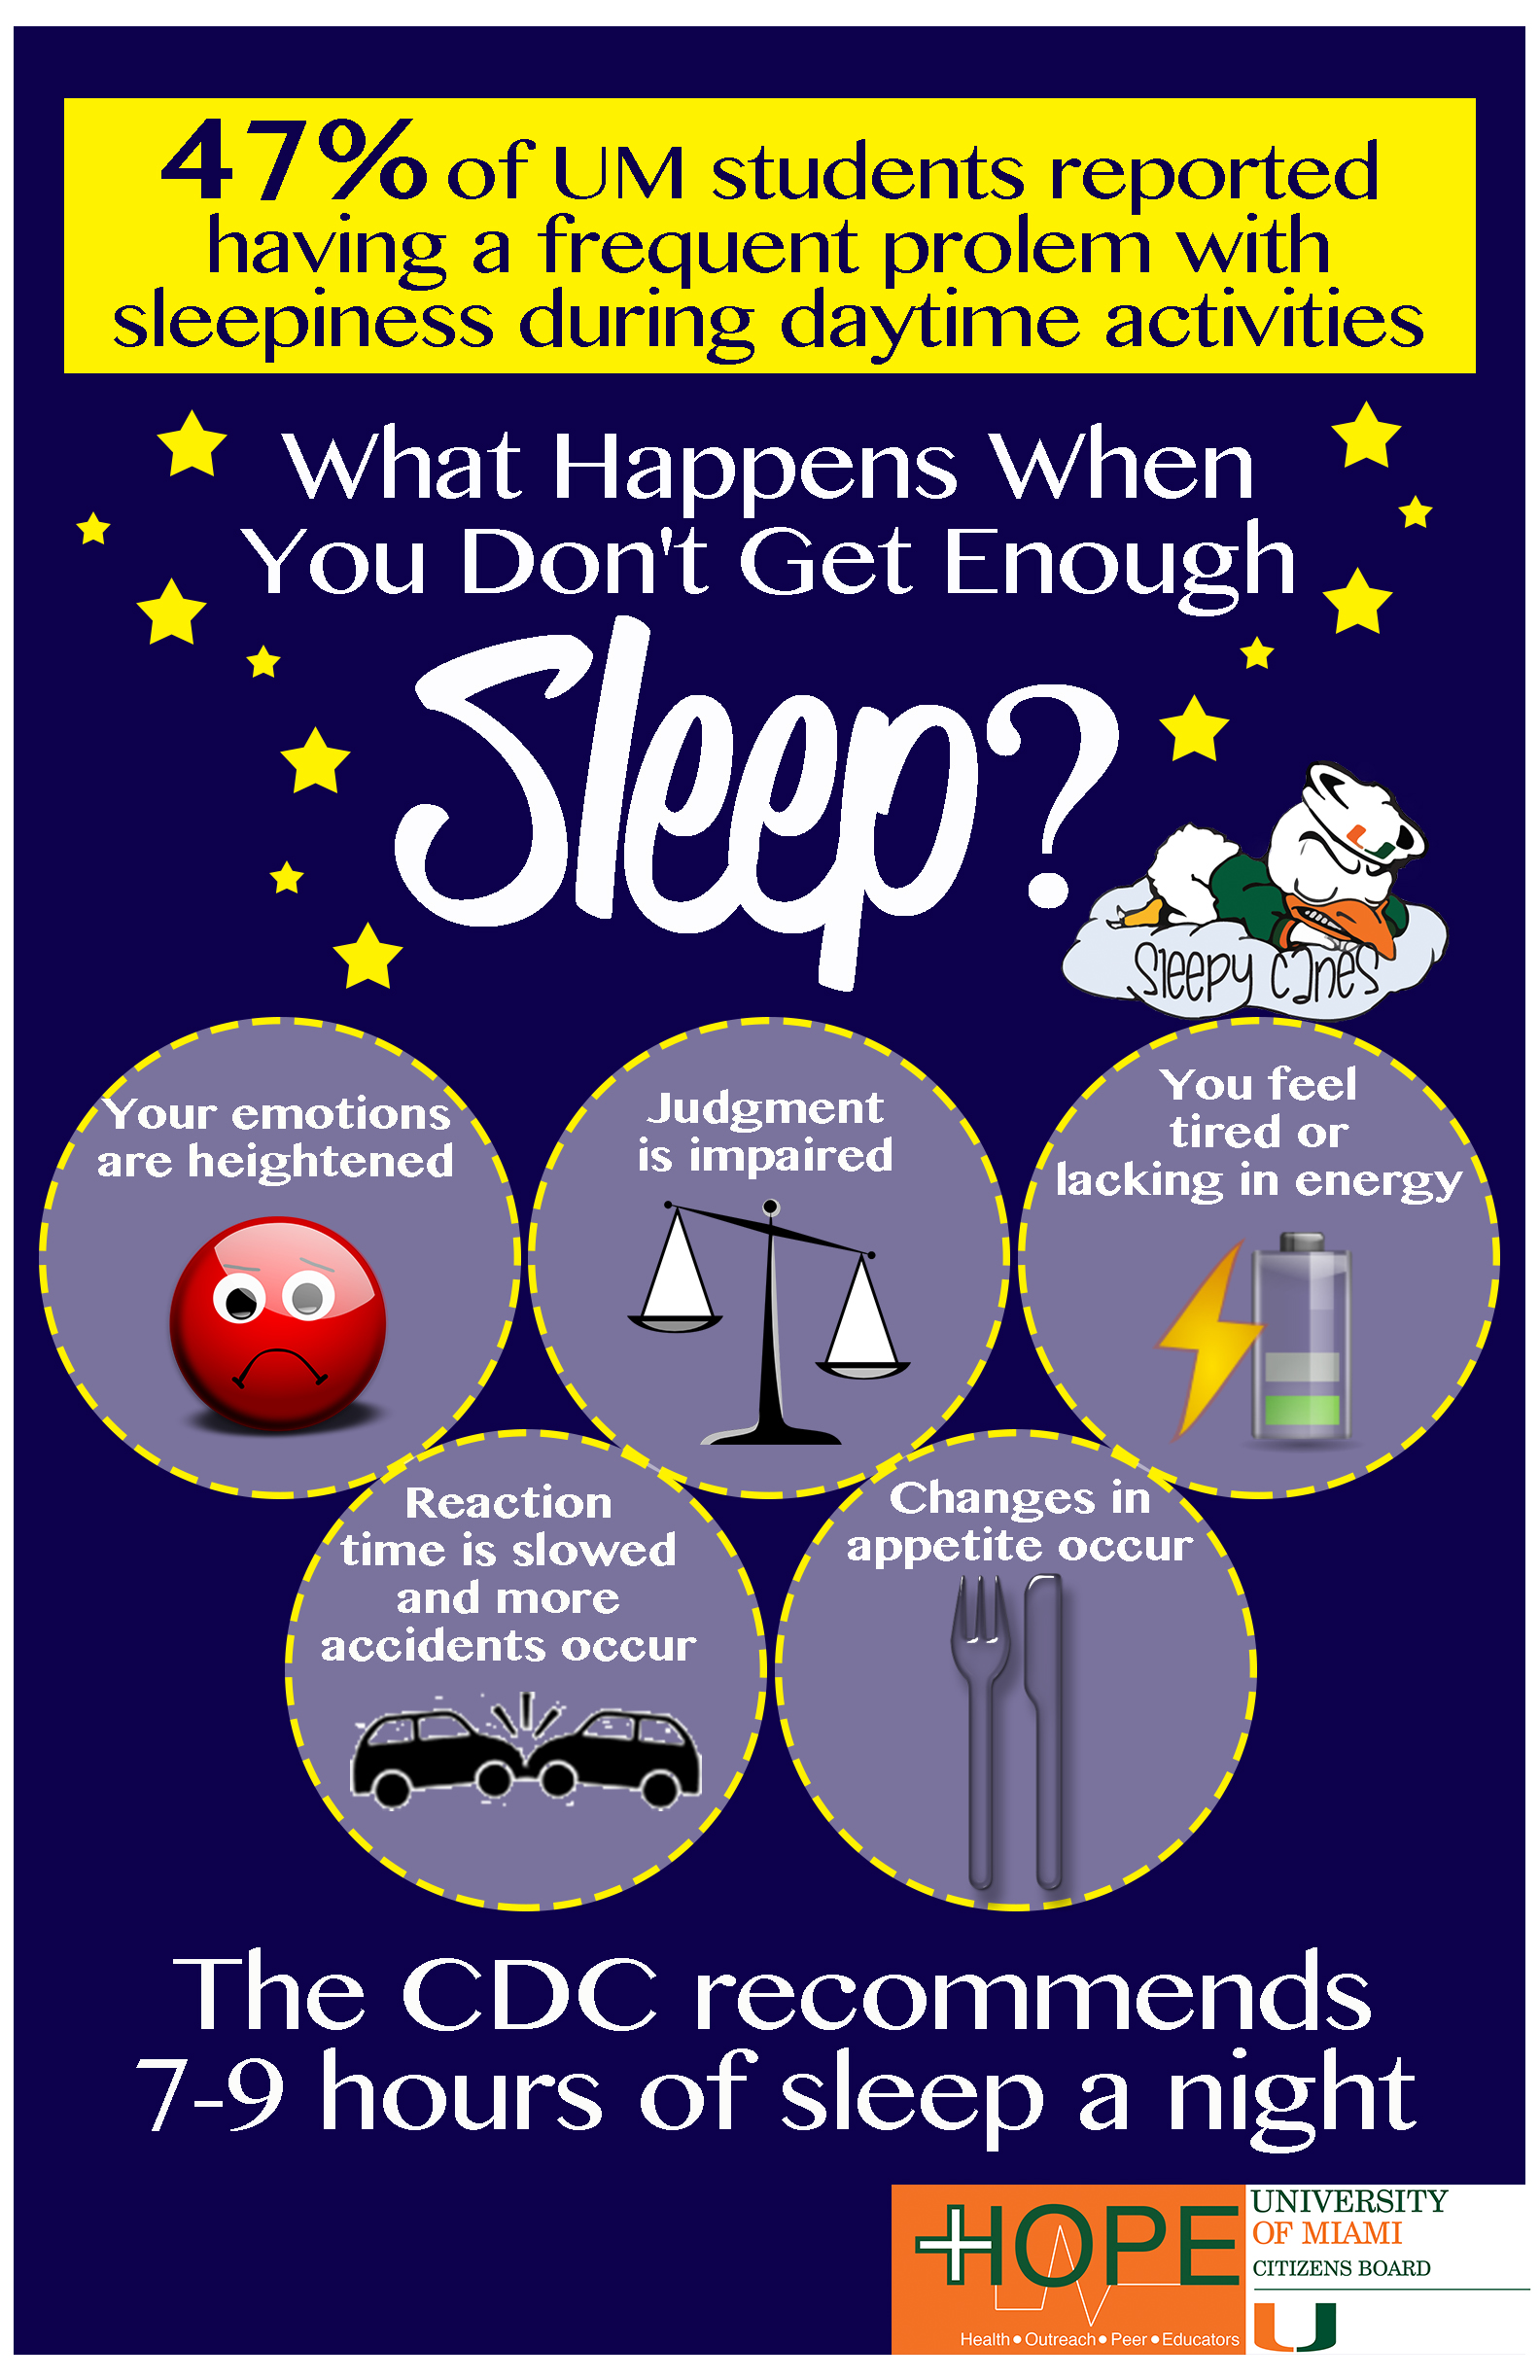 47% of UM students reported
having a frequent prolem with
sleepiness during daytime activities
What Happens When
You Don't Get Enough
Sleep?
Sleepy Canes
Your emotions
are heightened
Judgment
is impaired
You feel
tired or
lacking in energy
Reaction
time is slowed
and more
accidents occur
Changes in
appetite occur
The CDC recommends
7-9 hours of sleep a night
HOPE
Health • Outreach • Peer • Educators
UNIVERSITY
OF MIAMI
CITIZENS BOARD
U